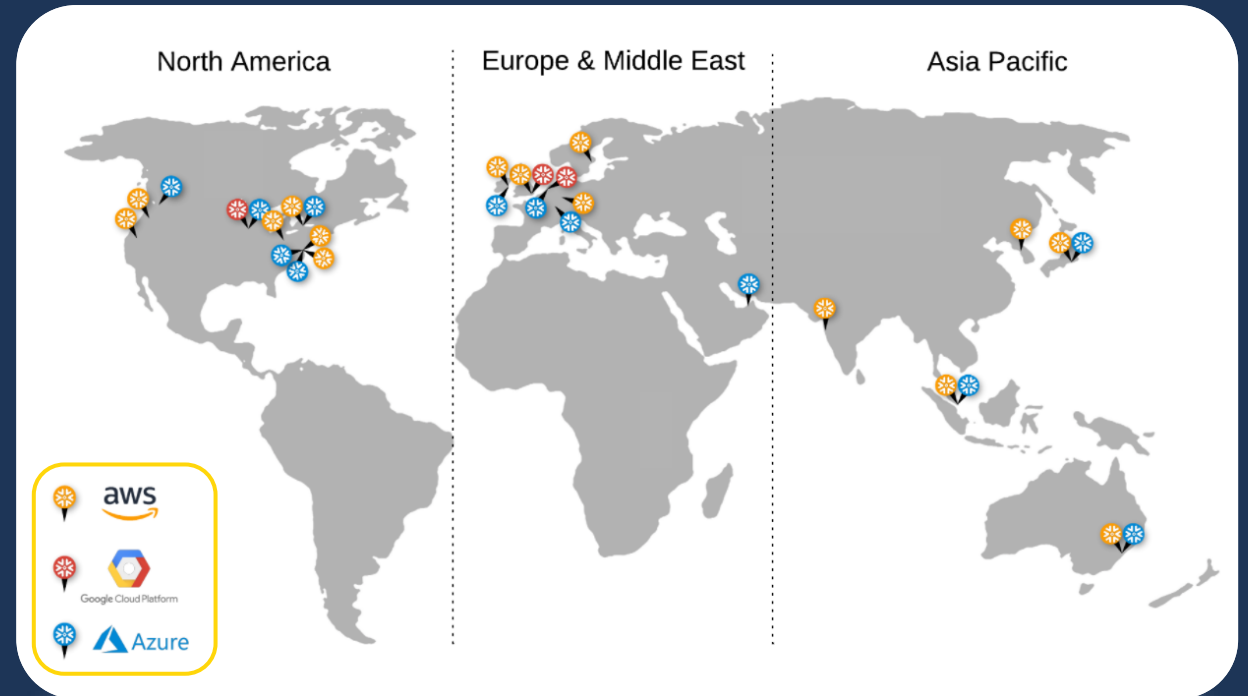 North America
Europe & Middle East
Asia Pacific
aws
Google Cloud Platform
Azure